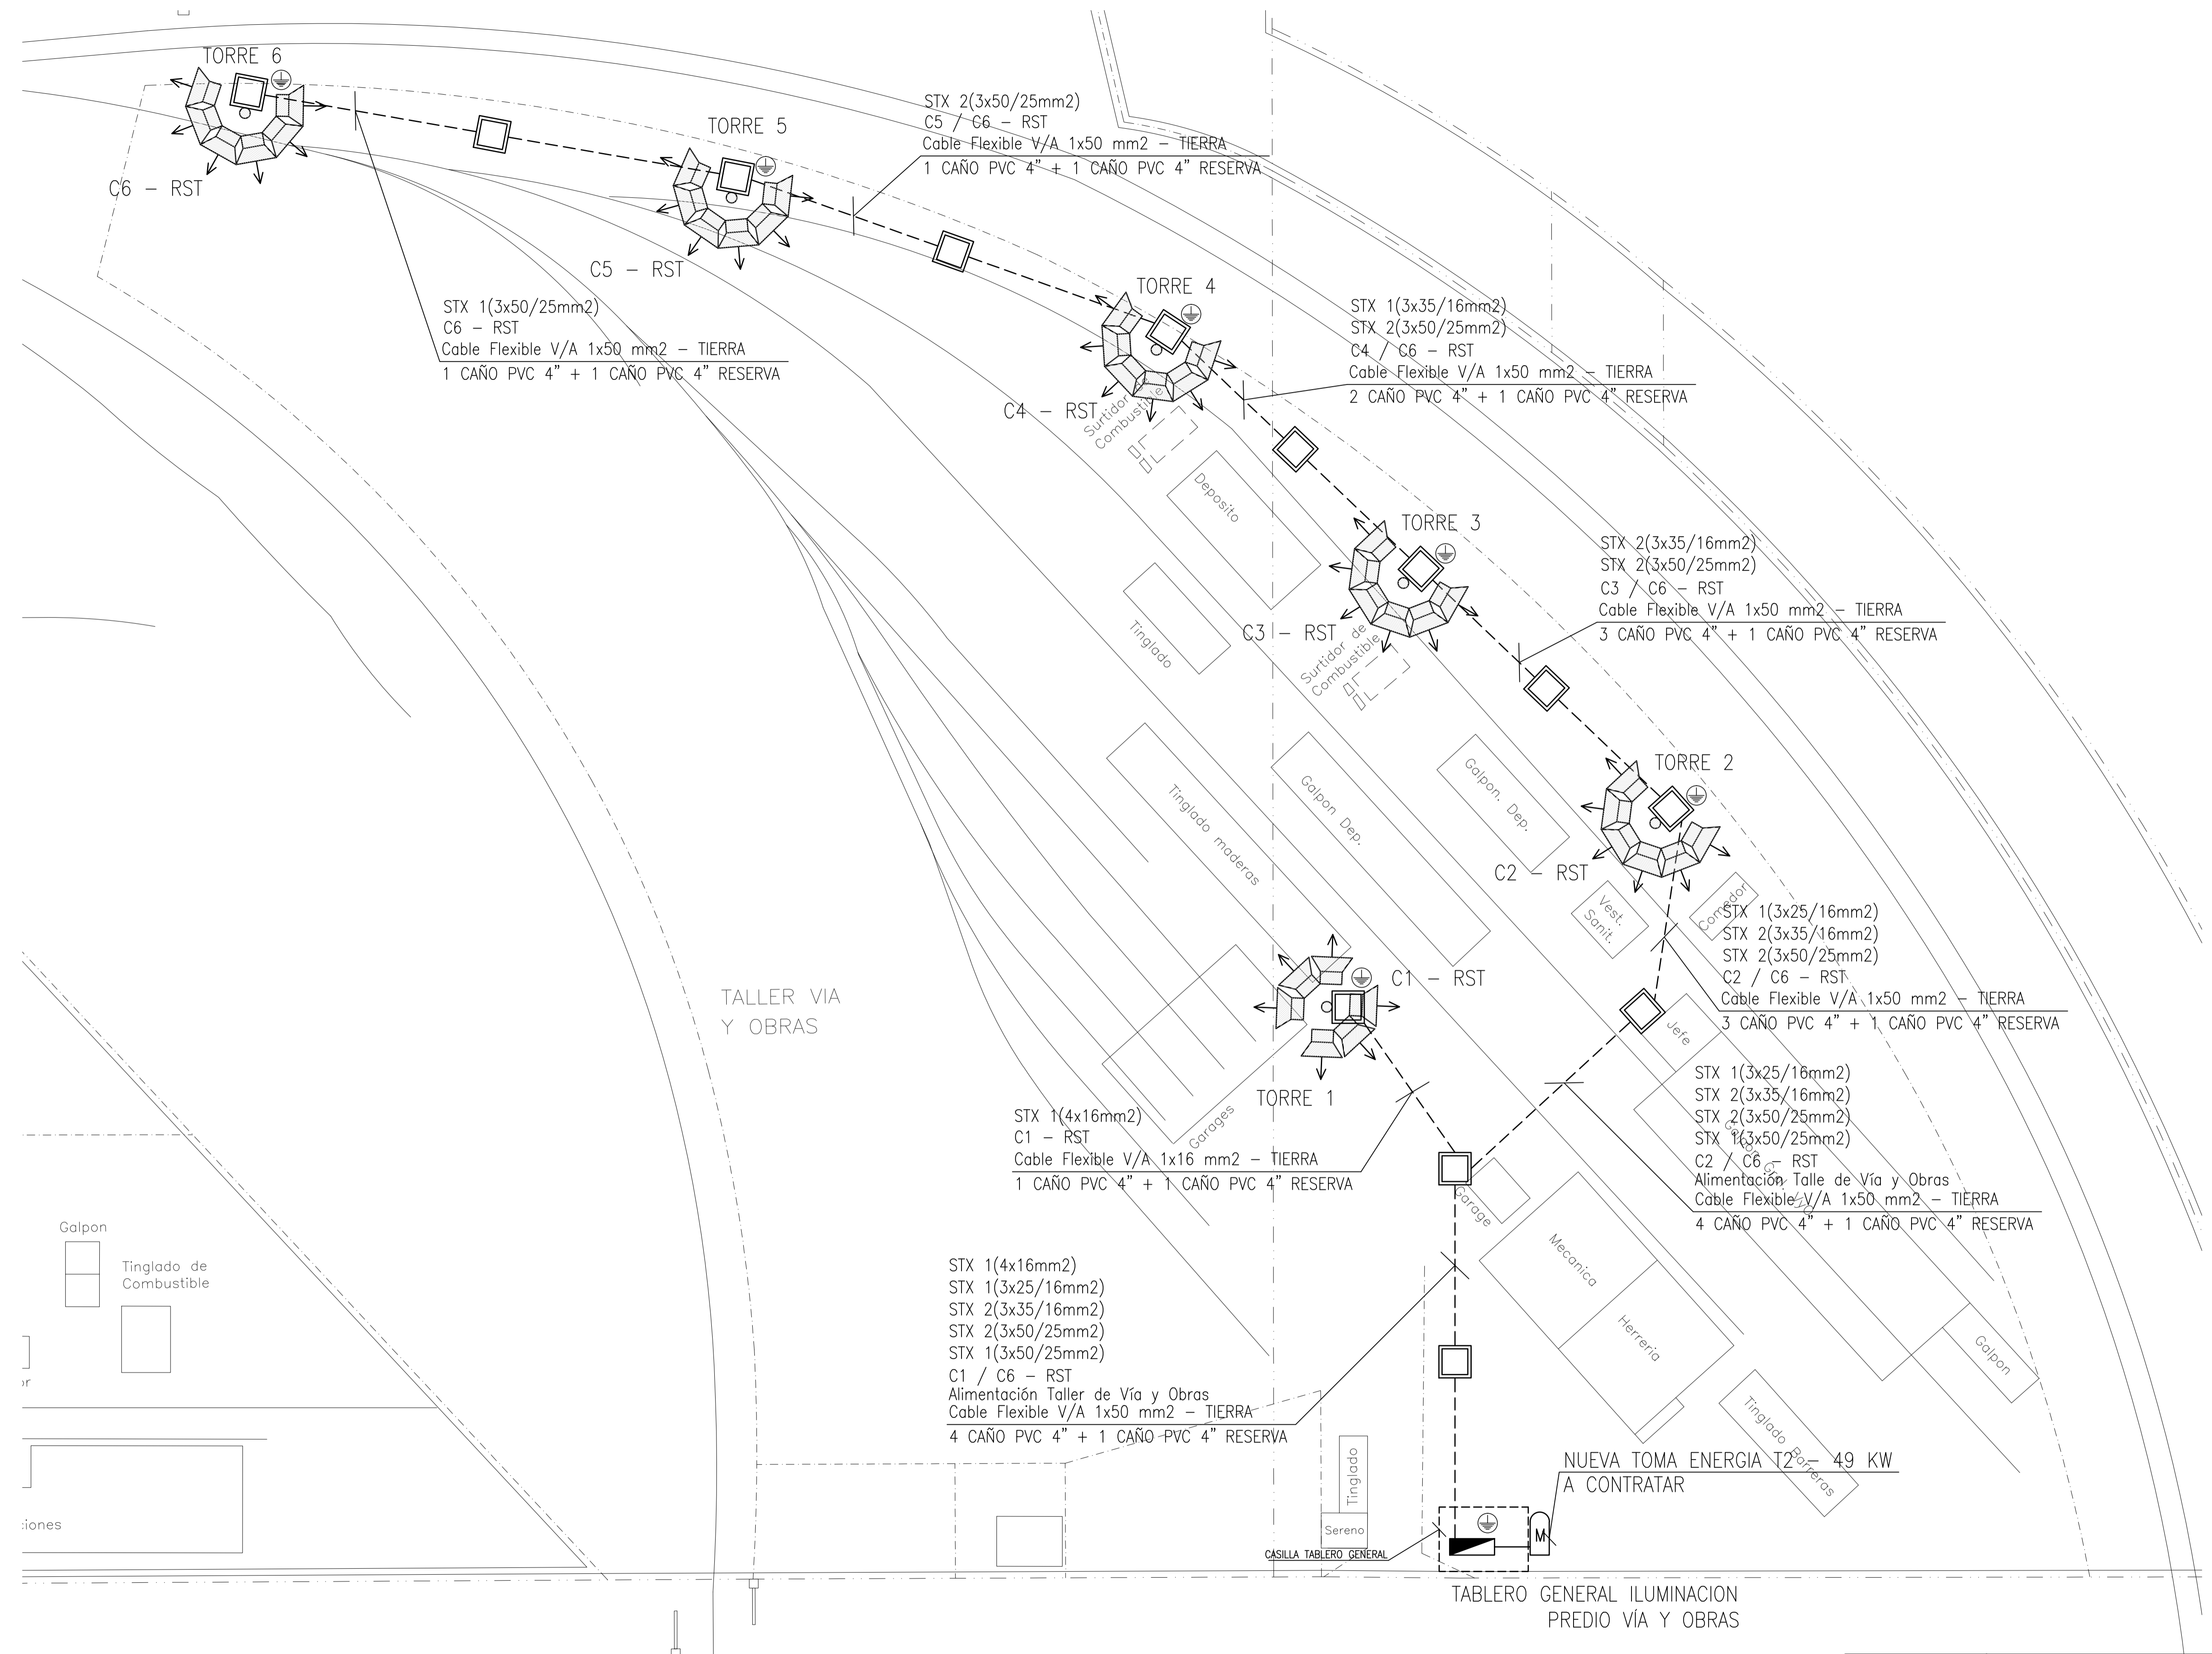 TORRE 6
C6 – RST
TORRE 5
C5 – RST
STX 2(3x50/25mm2)
C5 / C6 – RST
Cable Flexible V/A 1x50 mm2 – TIERRA
1 CAÑO PVC 4" + 1 CAÑO PVC 4" RESERVA
STX 1(3x50/25mm2)
C6 – RST
Cable Flexible V/A 1x50 mm2 – TIERRA
1 CAÑO PVC 4" + 1 CAÑO PVC 4" RESERVA
TORRE 4
C4 – RST
STX 1(3x35/16mm2)
STX 2(3x50/25mm2)
C4 / C6 – RST
Cable Flexible V/A 1x50 mm2 – TIERRA
2 CAÑO PVC 4" + 1 CAÑO PVC 4" RESERVA
Surtidor de
Combustible
Deposito
Tinglado
TORRE 3
C3 – RST
STX 2(3x35/16mm2)
STX 2(3x50/25mm2)
C3 / C6 – RST
Cable Flexible V/A 1x50 mm2 – TIERRA
3 CAÑO PVC 4" + 1 CAÑO PVC 4" RESERVA
Surtidor de
Combustible
Tinglado maderas
Galpon Dep.
Galpon. Dep.
TORRE 2
C2 – RST
Vest.
Sanit.
Comedor
STX 1(3x25/16mm2)
STX 2(3x35/16mm2)
STX 2(3x50/25mm2)
C2 / C6 – RST
Cable Flexible V/A 1x50 mm2 – TIERRA
3 CAÑO PVC 4" + 1 CAÑO PVC 4" RESERVA
TALLER VIA
Y OBRAS
C1 – RST
TORRE 1
Jefe
Garages
STX 1(4x16mm2)
C1 – RST
Cable Flexible V/A 1x16 mm2 – TIERRA
1 CAÑO PVC 4" + 1 CAÑO PVC 4" RESERVA
STX 1(3x25/16mm2)
STX 2(3x35/16mm2)
STX 2(3x50/25mm2)
STX 1(3x50/25mm2)
C2 / C6 – RST
Alimentación Talle de Vía y Obras
Cable Flexible V/A 1x50 mm2 – TIERRA
4 CAÑO PVC 4" + 1 CAÑO PVC 4" RESERVA
Garage
Mecanica
Herreria
Galpon
Galpon
Tinglado de
Combustible
STX 1(4x16mm2)
STX 1(3x25/16mm2)
STX 2(3x35/16mm2)
STX 2(3x50/25mm2)
STX 1(3x50/25mm2)
C1 / C6 – RST
Alimentación Taller de Vía y Obras
Cable Flexible V/A 1x50 mm2 – TIERRA
4 CAÑO PVC 4" + 1 CAÑO PVC 4" RESERVA
Tinglado Barreras
NUEVA TOMA ENERGIA T2 – 49 KW
A CONTRATAR
Tinglado
Sereno
CASILLA TABLERO GENERAL
M
TABLERO GENERAL ILUMINACION
PREDIO VÍA Y OBRAS